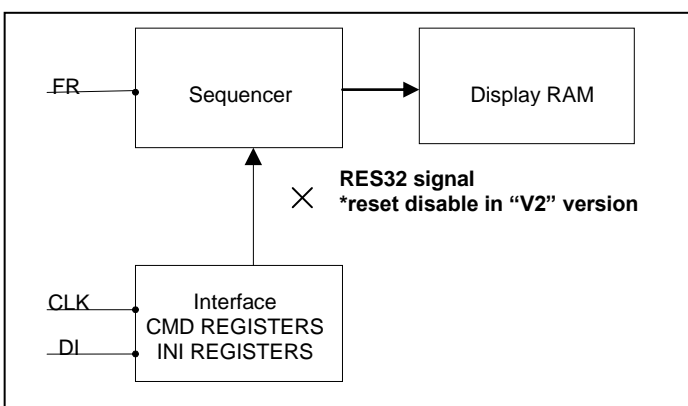 FR
Sequencer
Display RAM
RES32 signal
*reset disable in “V2” version
CLK
DI
Interface
CMD REGISTERS
INI REGISTERS